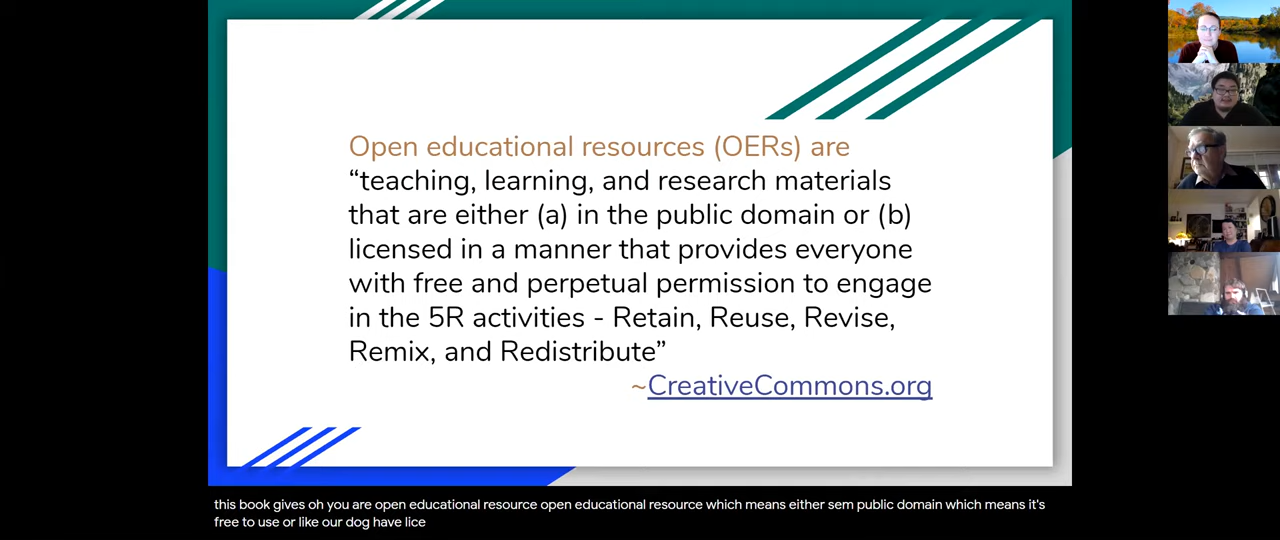 Open educational resources (OERs) are
“teaching, learning, and research materials
that are either (a) in the public domain or (b)
licensed in a manner that provides everyone
with free and perpetual permission to engage
in the 5R activities - Retain, Reuse, Revise,
Remix, and Redistribute”
~CreativeCommons.org
this book gives oh you are open educational resource open educational resource which means either sem public domain which means it's
free to use or like our dog have lice